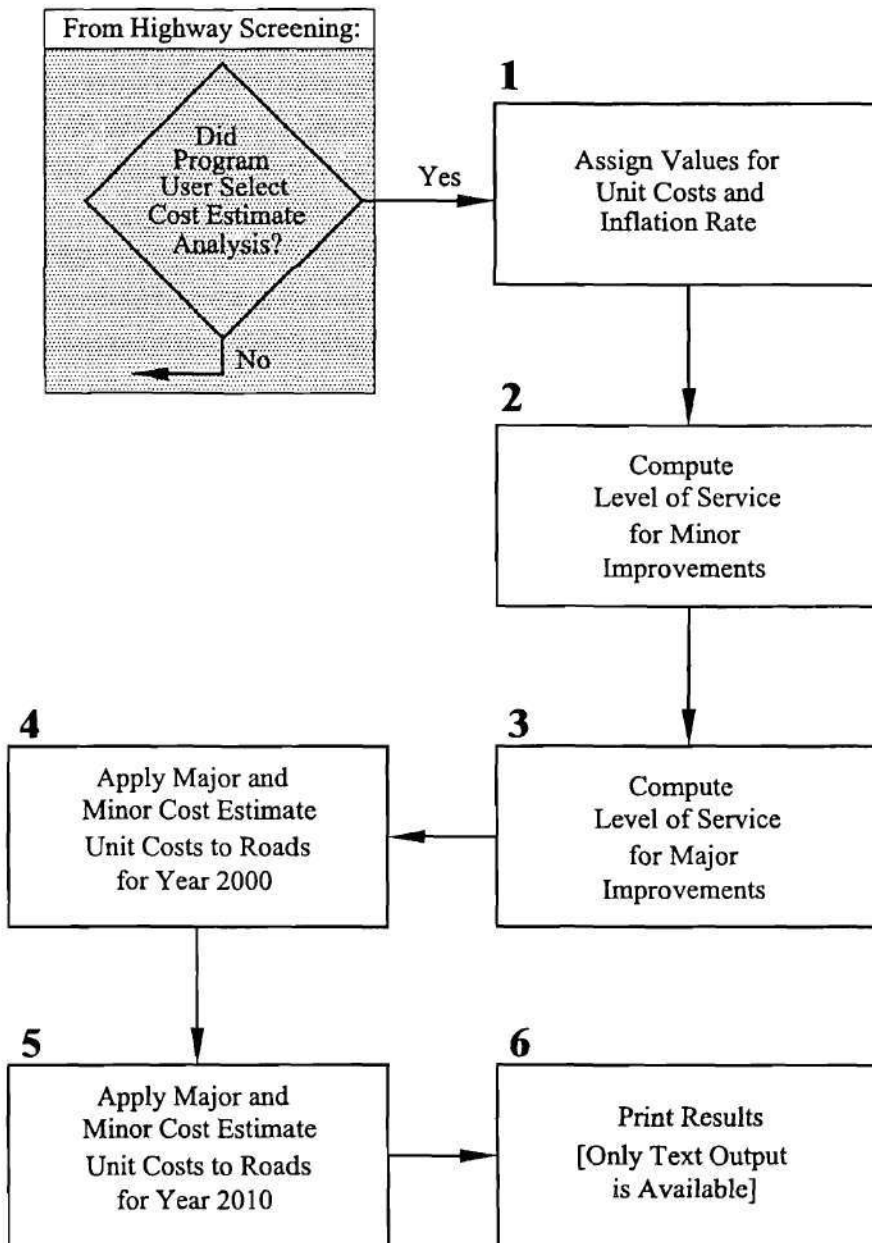 From Highway Screening:
Did
Program
User Select
Cost Estimate
Analysis?
Yes
No
1
Assign Values for
Unit Costs and
Inflation Rate
2
Compute
Level of Service
for Minor
Improvements
3
Compute
Level of Service
for Major
Improvements
4
Apply Major and
Minor Cost Estimate
Unit Costs to Roads
for Year 2000
5
Apply Major and
Minor Cost Estimate
Unit Costs to Roads
for Year 2010
6
Print Results
[Only Text Output
is Available]